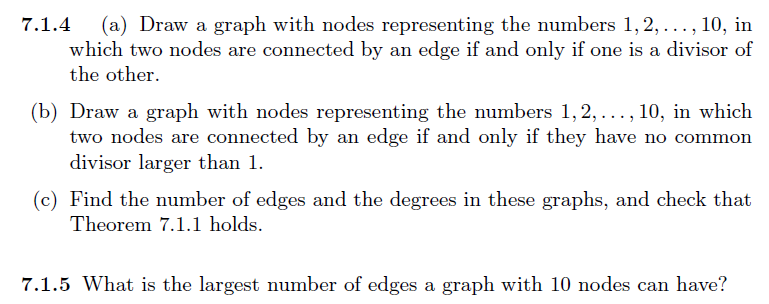 7.1.4 (a) Draw a graph with nodes representing the numbers 1, 2, . . . , 10, in
which two nodes are connected by an edge if and only if one is a divisor of
the other.
(b) Draw a graph with nodes representing the numbers 1, 2, . . . , 10, in which
two nodes are connected by an edge if and only if they have no common
divisor larger than 1.
(c) Find the number of edges and the degrees in these graphs, and check that
Theorem 7.1.1 holds.
7.1.5 What is the largest number of edges a graph with 10 nodes can have?